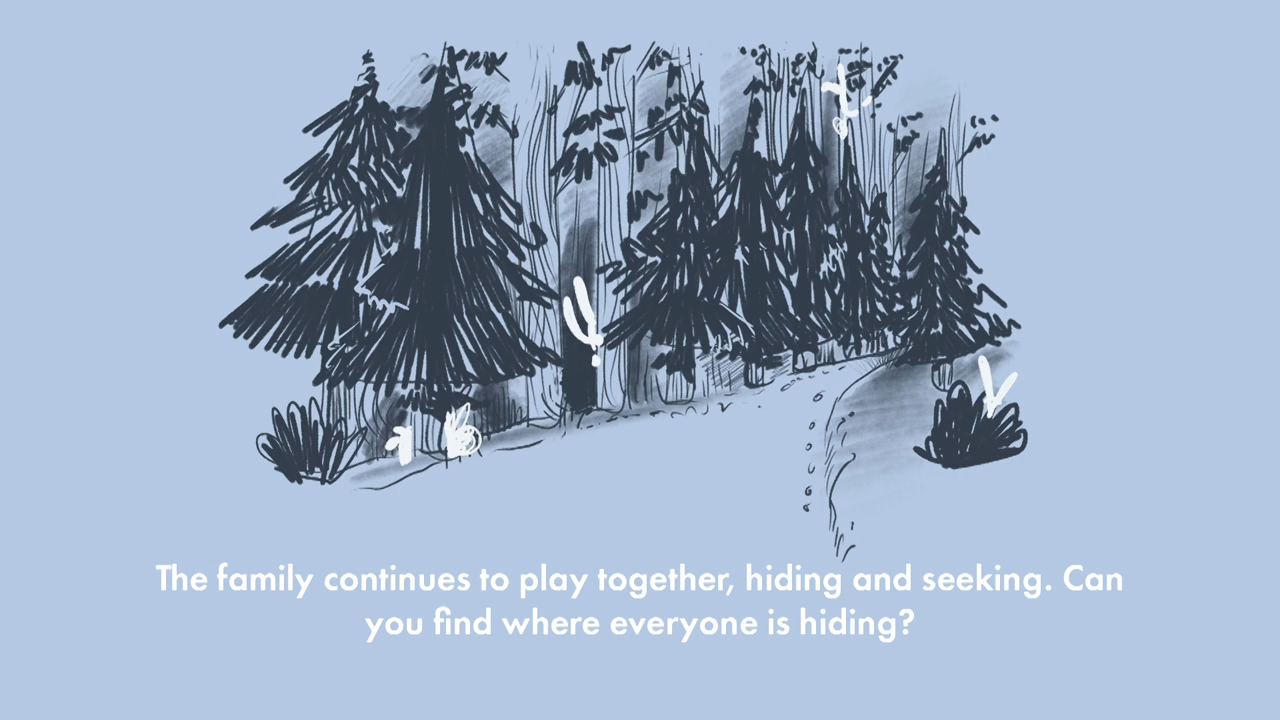 The family continues to play together, hiding and seeking. Can
you find where everyone is hiding?